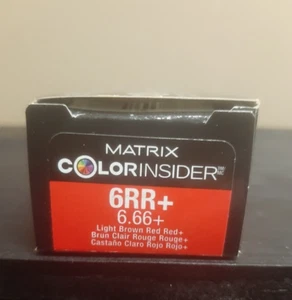 MATRIX
COLORINSIDER
6RR+
6.66+
Light Brown Red Red+
Brun Clair Rouge Rouge+
Castaño Claro Rojo Rojo+